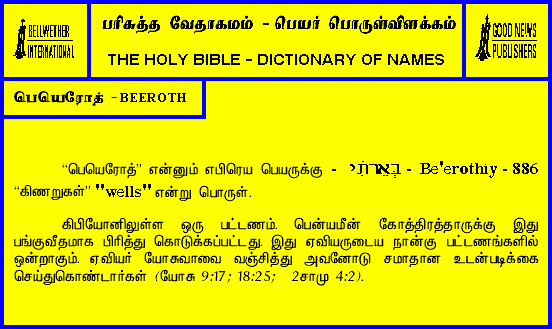 BELLWETHER
INTERNATIONAL
பரிசுத்த வேதாகமம் - பெயர் பொருள்விளக்கம்
THE HOLY BIBLE - DICTIONARY OF NAMES
GOOD NEWS
PUBLISHERS
பெயெரோத் - BEEROTH
“பெயெரோத்” என்னும் எபிரெய பெயருக்கு - בְּאֵרֹתִי - Be'erothiy - 886
“கிணறுகள்” "wells" என்று பொருள்.
கிபியோனிலுள்ள ஒரு பட்டணம். பென்யமீன் கோத்திரத்தாருக்கு இது
பங்குவீதமாக பிரித்து கொடுக்கப்பட்டது. இது ஏவியருடைய நான்கு பட்டணங்களில்
ஒன்றாகும். ஏவியர் யோசுவாவை வஞ்சித்து அவனோடு சமாதான உடன்படிக்கை
செய்துகொண்டார்கள் (யோசு 9:17; 18:25; 2சாமு 4:2).